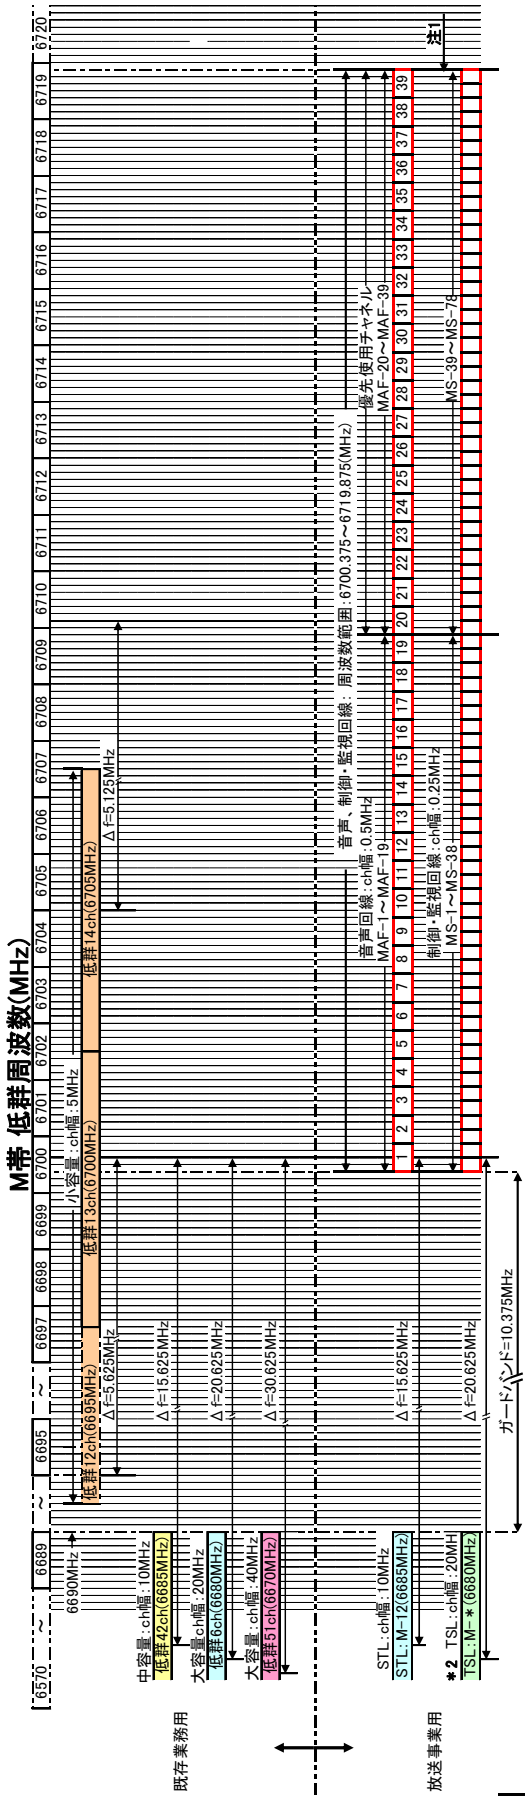 M帯 低群周波数(MHz)
6570 ～ 6689 ～ 6695 ～ 6697 6698 6699 6700 6701 6702 6703 6704 6705 6706 6707 6708 6709 6710 6711 6712 6713 6714 6715 6716 6717 6718 6719 6720
6690MHz
小容量:ch幅:5MHz
低群12ch(6695MHz) 低群13ch(6700MHz) 低群14ch(6705MHz)
Δf=5.625MHz
Δf=5.125MHz
既存業務用
中容量:ch幅:10MHz
低群42ch(6685MHz)
Δf=15.625MHz
大容量ch幅:20MHz
低群6ch(6680MHz)
Δf=20.625MHz
大容量:ch幅:40MHz
低群51ch(6670MHz)
Δf=30.625MHz
音声、制御・監視回線: 周波数範囲:6700.375～6719.875(MHz)
音声回線:ch幅:0.5MHz
優先使用チャネル
MAF-1～MAF-19
MAF-20～MAF-39
放送事業用
STL:ch幅:10MHz
STL:M-12(6685MHz)
1 2 3 4 5 6 7 8 9 10 11 12 13 14 15 16 17 18 19 20 21 22 23 24 25 26 27 28 29 30 31 32 33 34 35 36 37 38 39
Δf=15.625MHz
制御・監視回線:ch幅:0.25MHz
注1
MS-1～MS-38
MS-39～MS-78
*2 TSL:ch幅:20MH
TSL:M-*(6680MHz)
Δf=20.625MHz
ガードバンド=10.375MHz